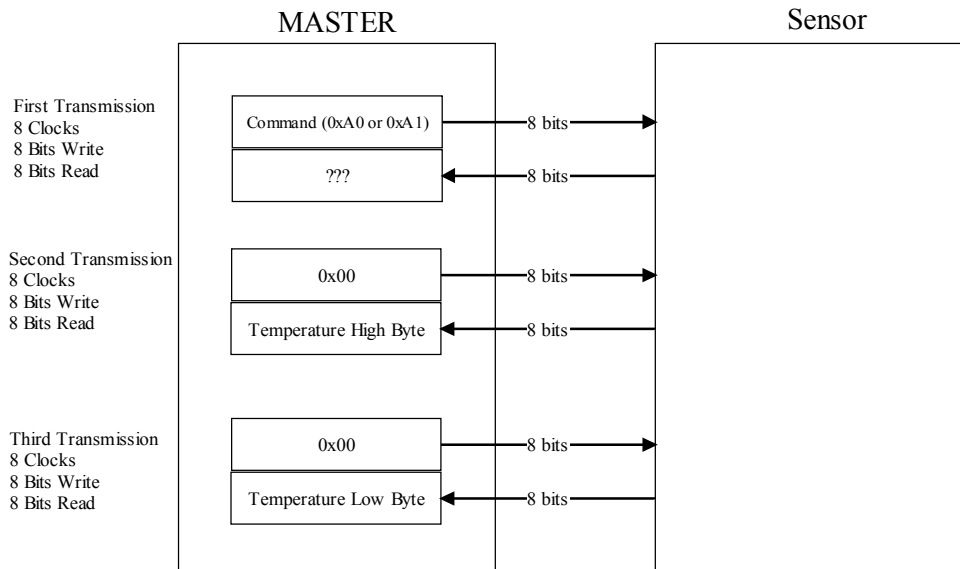 MASTER
Sensor
First Transmission
8 Clocks
8 Bits Write
8 Bits Read
Command (0xA0 or 0xA1)
8 bits
???
8 bits
Second Transmission
8 Clocks
8 Bits Write
8 Bits Read
0x00
8 bits
Temperature High Byte
8 bits
Third Transmission
8 Clocks
8 Bits Write
8 Bits Read
0x00
8 bits
Temperature Low Byte
8 bits